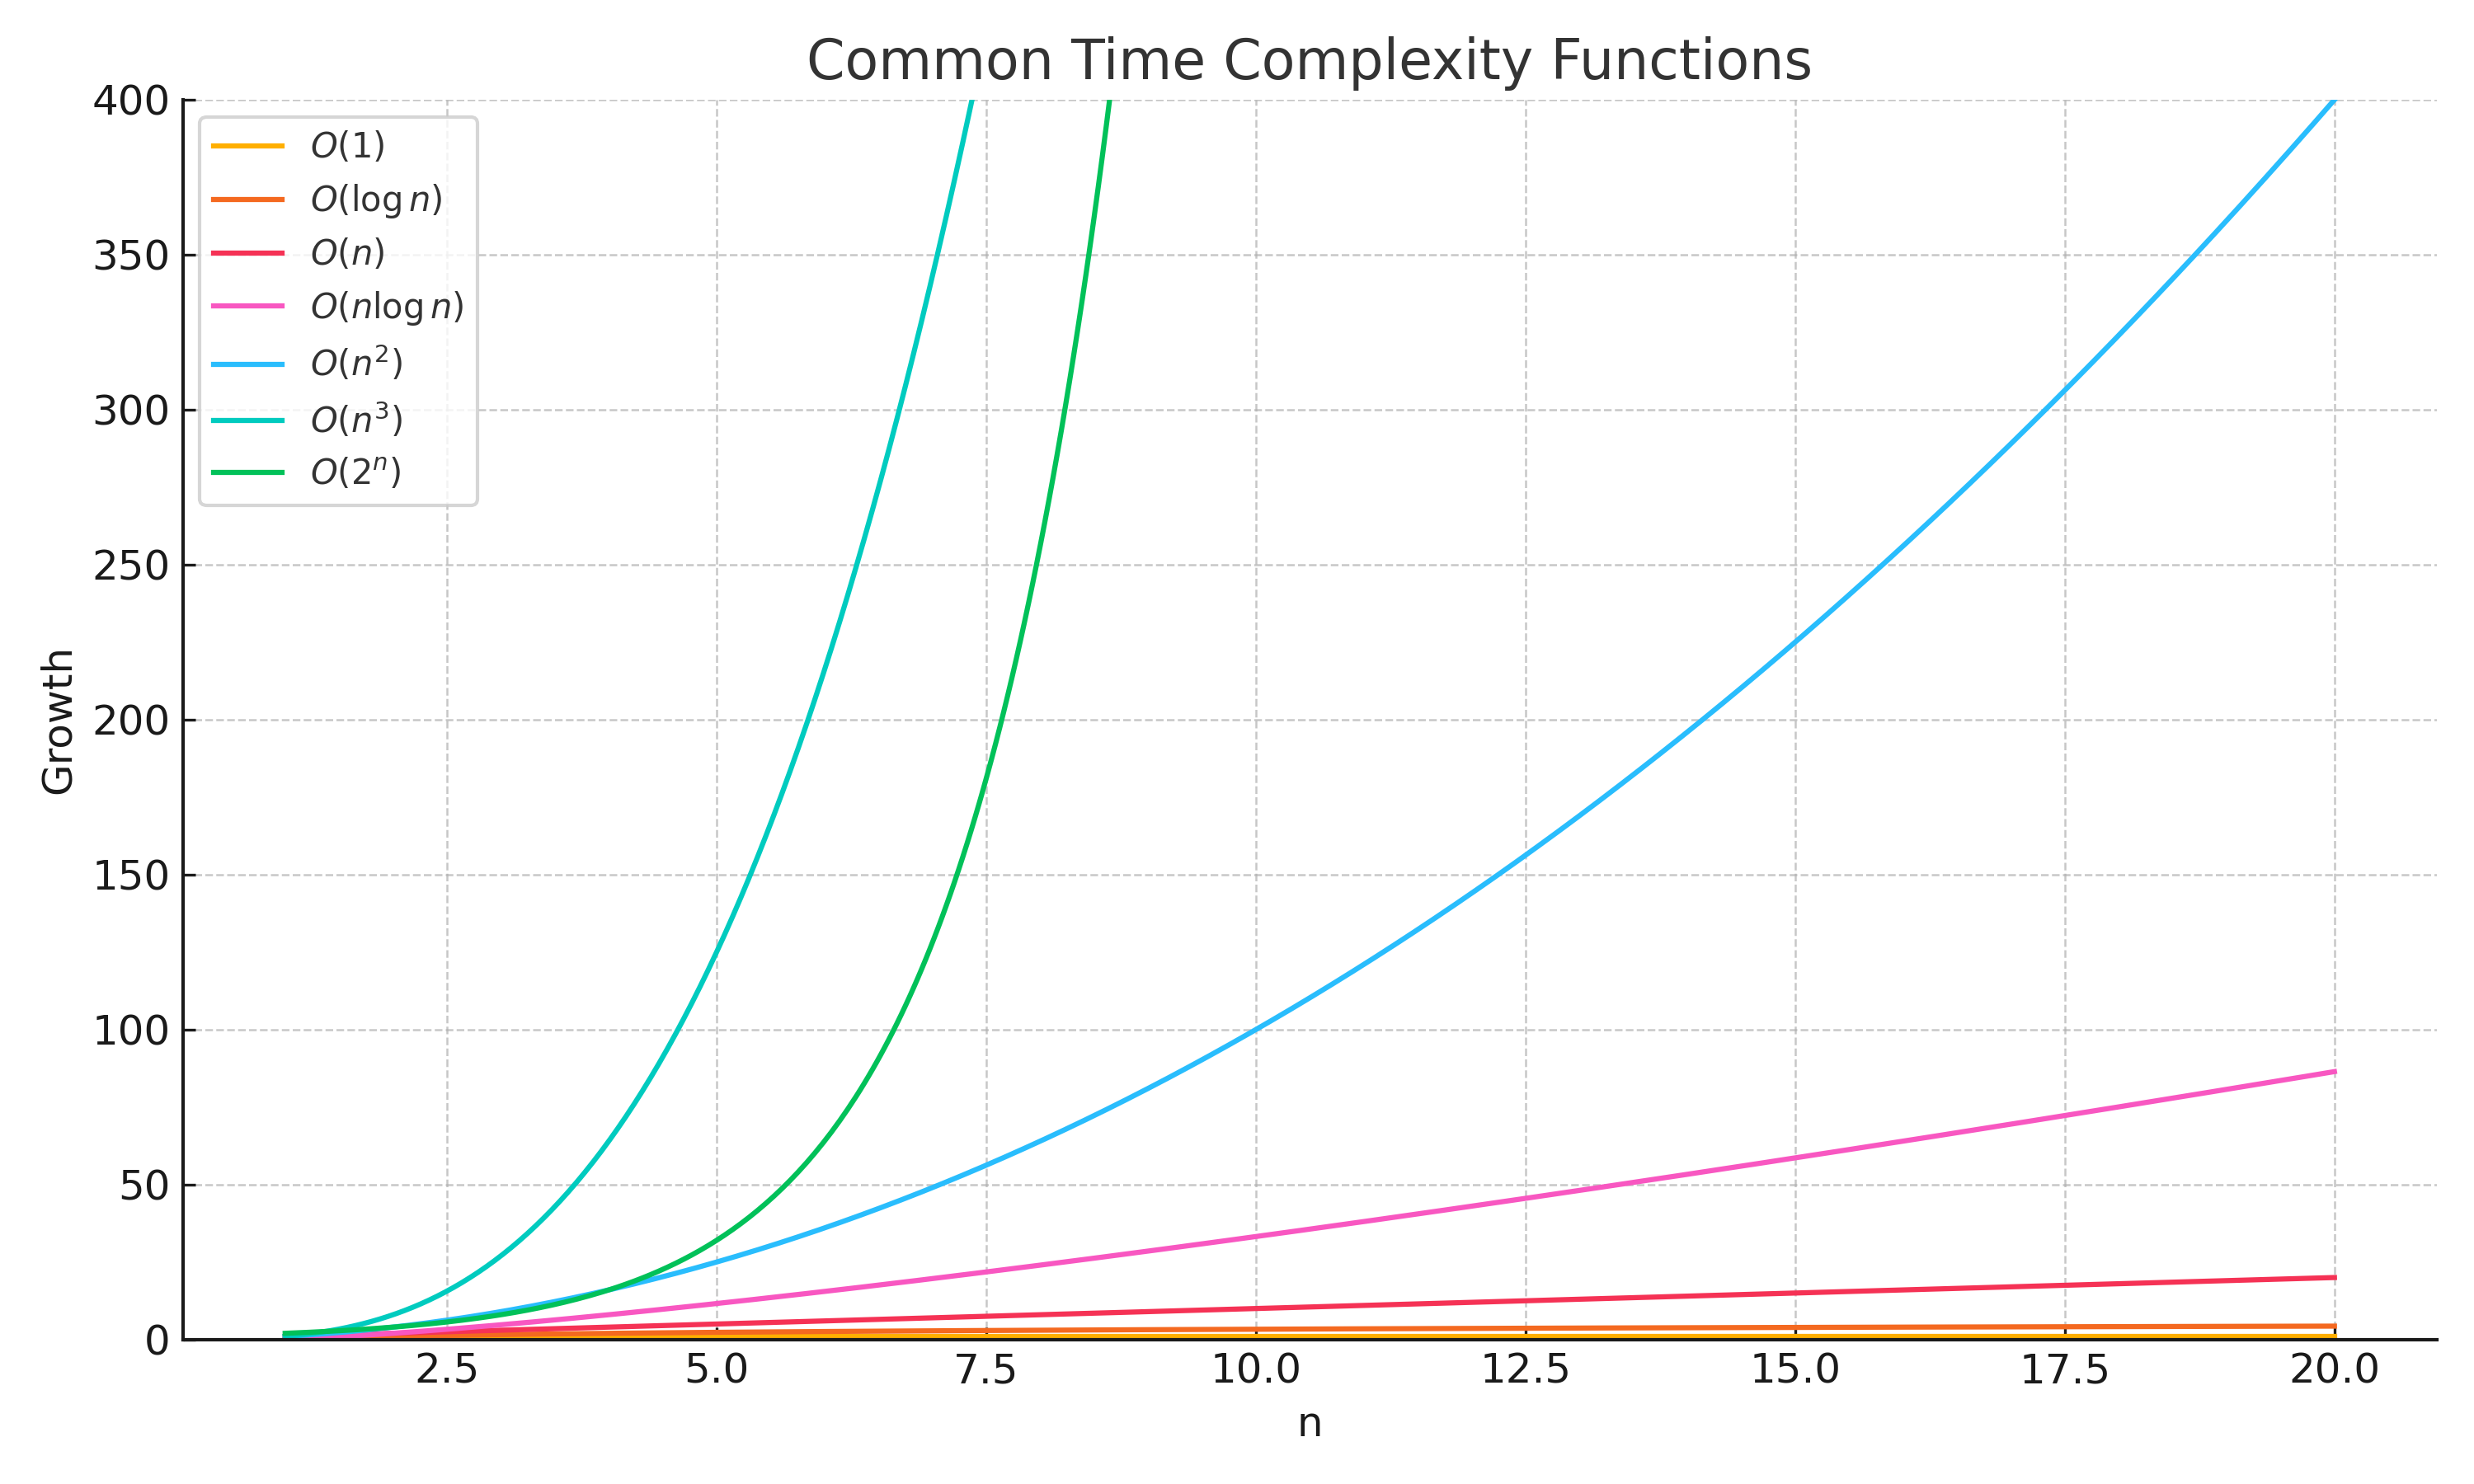 Common Time Complexity Functions
400
350
300
250
200
150
100
50
0
Growth
O(1)
O(log n)
O(n)
O(n log n)
O(n²)
O(n³)
O(2ⁿ)
2.5 5.0 7.5 10.0 12.5 15.0 17.5 20.0
n